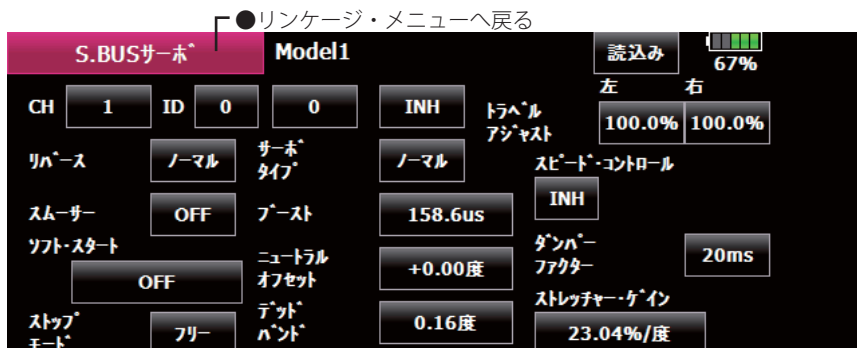 ●リンケージ・メニューへ戻る
S.BUSサーボ Model1 読込み 67%
左 右
CH 1 ID 0 0 INH トラベル アジャスト 100.0% 100.0%
リバース ノーマル サーボ タイプ ノーマル スピード・コントロール
INH
スムーサー OFF ブースト 158.6us
ソフト・スタート
OFF
ニュートラル オフセット +0.00度 ダンパー ファクター 20ms
ストップ モード フリー デッド バンド 0.16度 ストレッチャー・ゲイン
23.04%/度